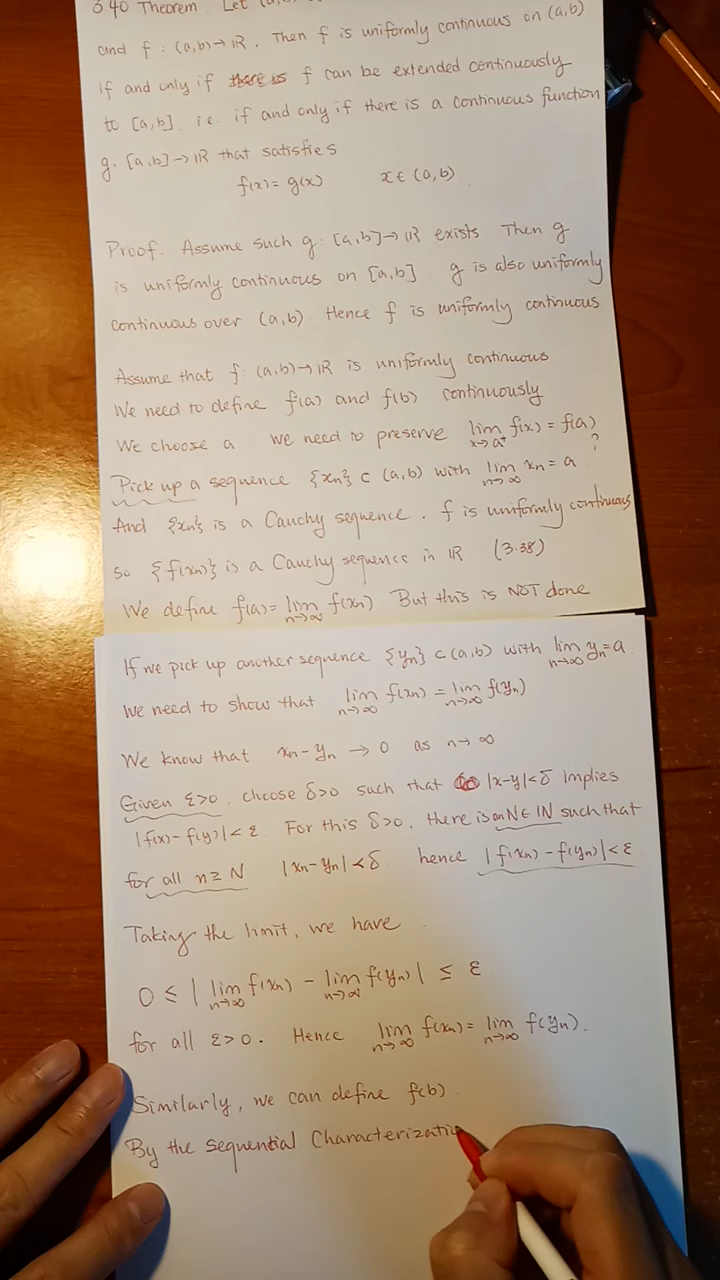 3 40 Theorem. Let (a,b
and f : (a,b)→ℝ. Then f is uniformly continuous on (a,b)
if and only if there is f can be extended continuously
to [a,b]. i.e. if and only if there is a continuous function
g: [a,b]→ℝ that satisfies
f(x) = g(x) x ∈ (a,b)
Proof. Assume such g: [a,b]→ℝ exists. Then g
is uniformly continuous on [a,b] g is also uniformly
continuous over (a,b) Hence f is uniformly continuous
Assume that f: (a,b)→ℝ is uniformly continuous
We need to define f(a) and f(b) continuously
We choose a we need to preserve lim_{x→a⁺} f(x) = f(a)?
Pick up a sequence {xn} ⊂ (a,b) with lim_{n→∞} xn = a
And {xn} is a Cauchy sequence. f is uniformly continuous
so {f(xn)} is a Cauchy sequence in ℝ (3.38)
We define f(a) = lim_{n→∞} f(xn) But this is NOT done
If we pick up another sequence {yn} ⊂ (a,b) with lim_{n→∞} yn = a.
We need to show that lim_{n→∞} f(xn) = lim_{n→∞} f(yn)
We know that xn - yn → 0 as n→∞
Given ε>0, choose δ>0 such that |x-y|<δ implies
|f(x) - f(y)| < ε. For this δ>0, there is an N ∈ ℕ such that
for all n ≥ N |xn - yn| < δ hence |f(xn) - f(yn)| < ε
Taking the limit, we have
0 ≤ | lim_{n→∞} f(xn) - lim_{n→∞} f(yn) | ≤ ε
for all ε>0. Hence lim_{n→∞} f(xn) = lim_{n→∞} f(yn).
Similarly, we can define f(b)
By the Sequential Characterizatio